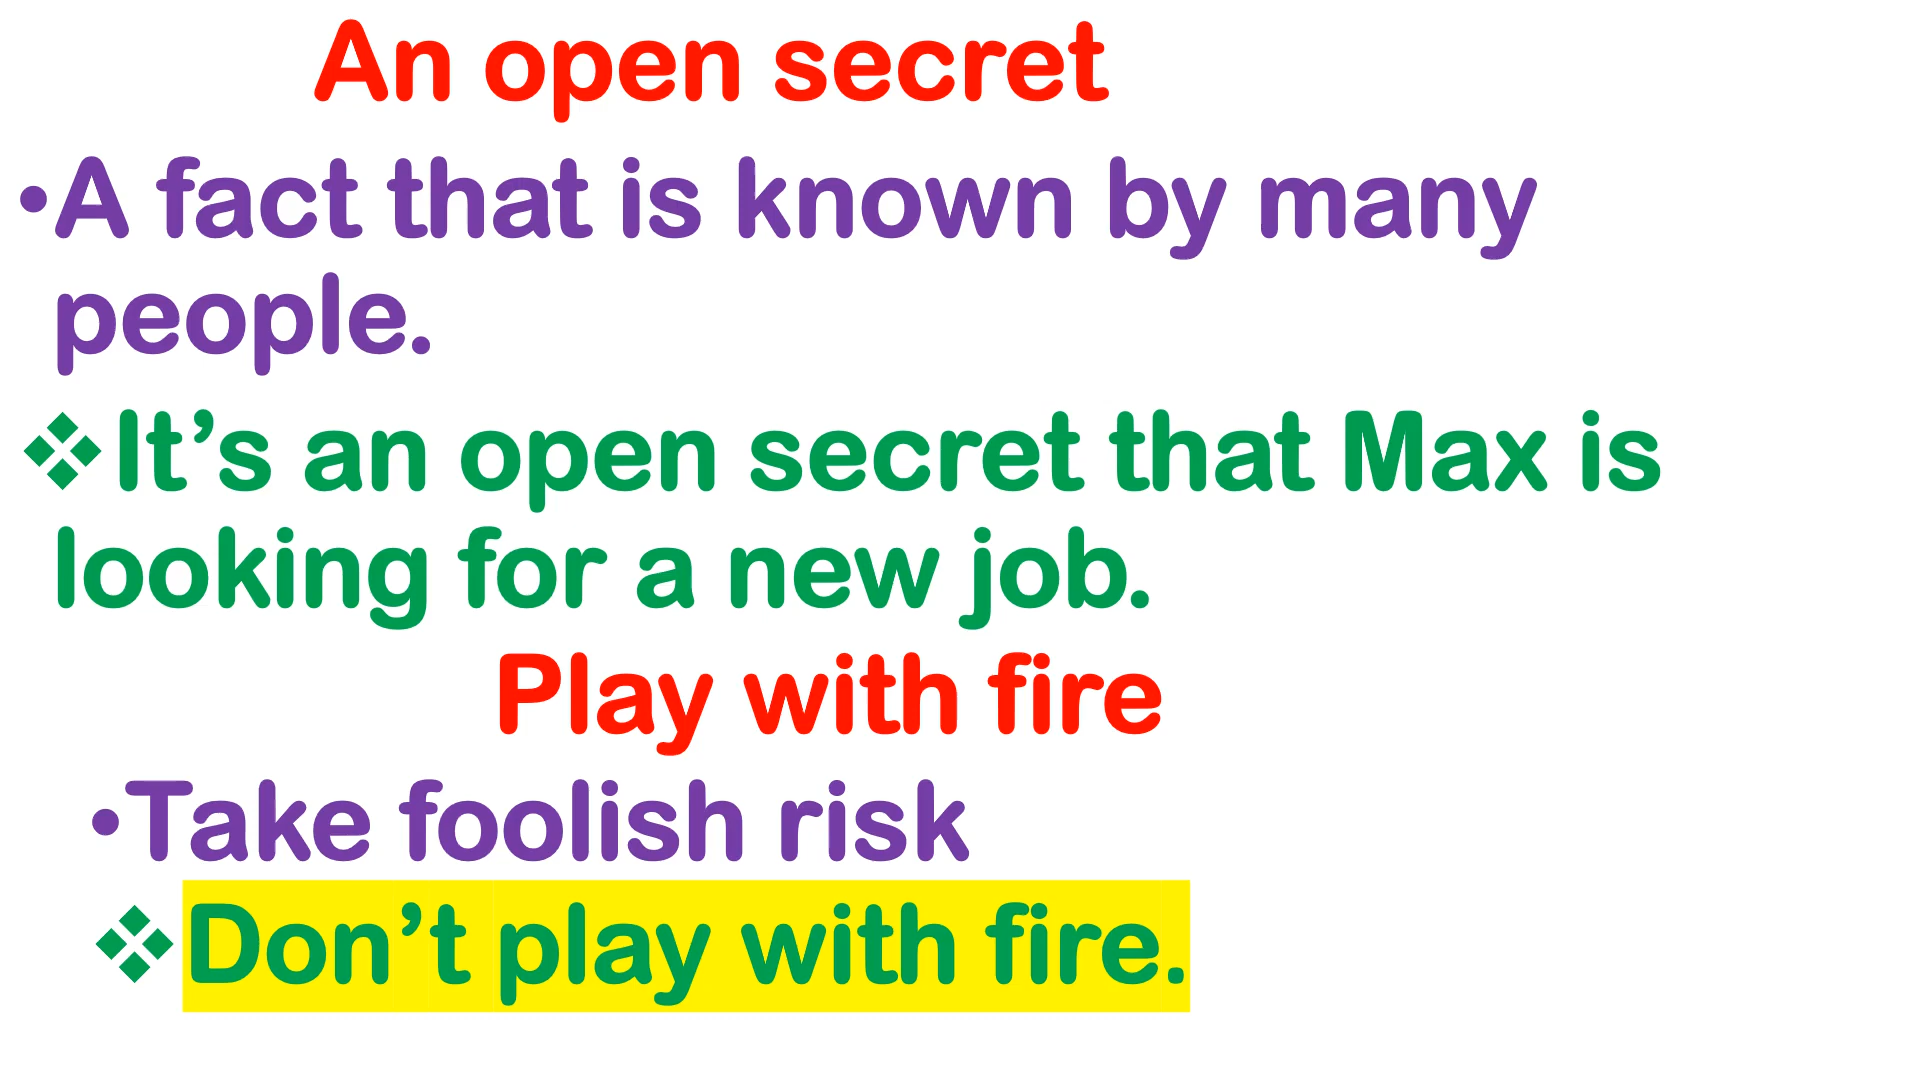 An open secret
•A fact that is known by many
people.
❖It’s an open secret that Max is
looking for a new job.
Play with fire
•Take foolish risk
❖Don’t play with fire.